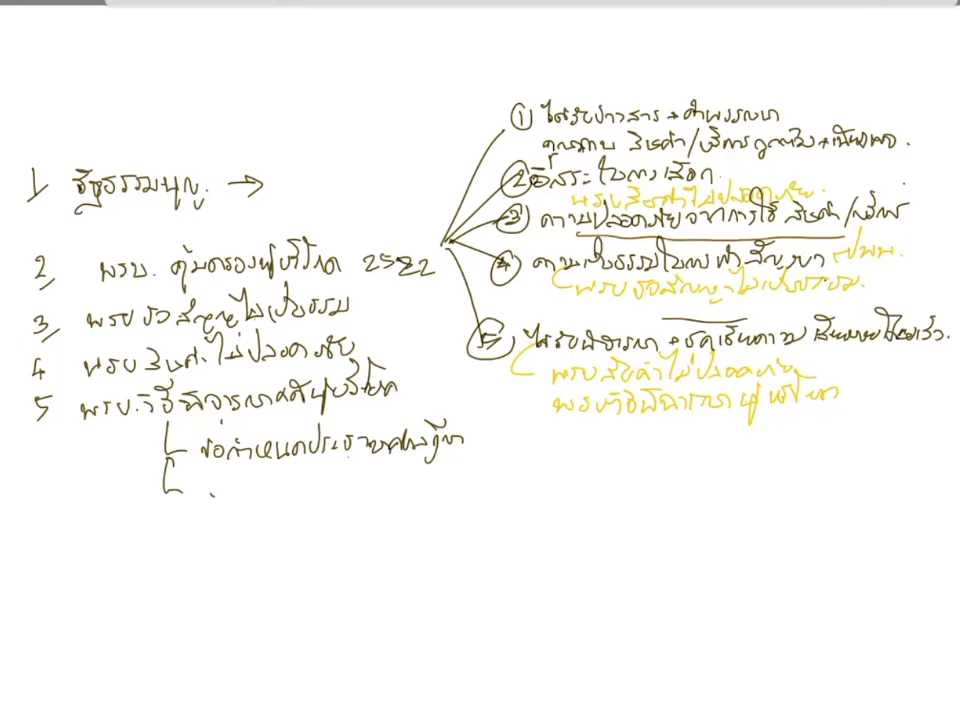 1 รัฐธรรมนูญ →
2, พรบ. คุ้มครองผู้บริโภค 2522
3, พรบ ข้อสัญญาไม่เป็นธรรม
4 พรบ สินค้าไม่ปลอดภัย
5 พรบ.วิธีพิจารณาคดีผู้บริโภค
ข้อกำหนดประธานศาลฎีกา
① ได้รับข่าวสาร + คำพรรณนา
คุณภาพ สินค้า/บริการ ถูกต้อง + เพียงพอ.
② อิสระในการเลือก.
พรบ สินค้าไม่ปลอดภัย.
③ ความปลอดภัยจากการใช้ สินค้า/บริการ
④ ความเป็นธรรมในการทำสัญญา
พรบ ข้อสัญญาไม่เป็นธรรม.
⑤ ได้รับพิจารณา + ชดเชยความเสียหาย
พรบ สินค้าไม่ปลอดภัย
พรบ วิธีพิจารณาผู้บริโภค